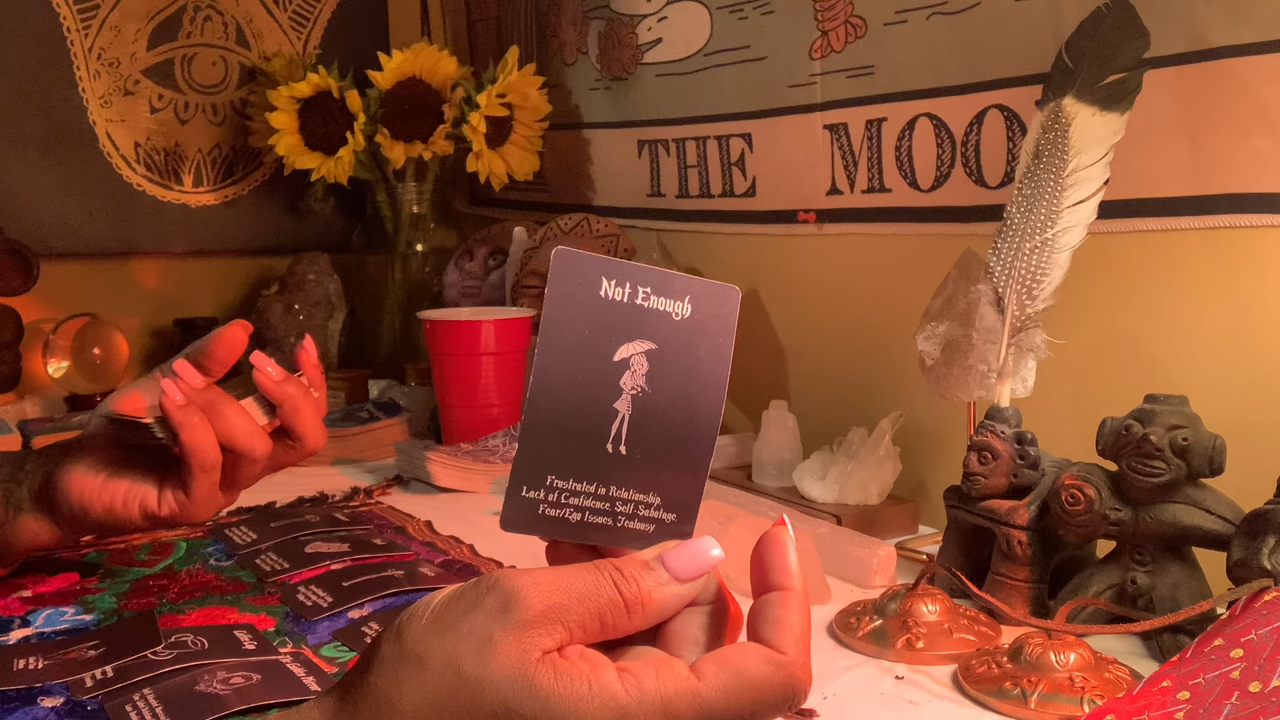 THE MOO
Not Enough
Frustrated in Relationship,
Lack of Confidence, Self-Sabotage,
Fear/Ego Issues, Jealousy